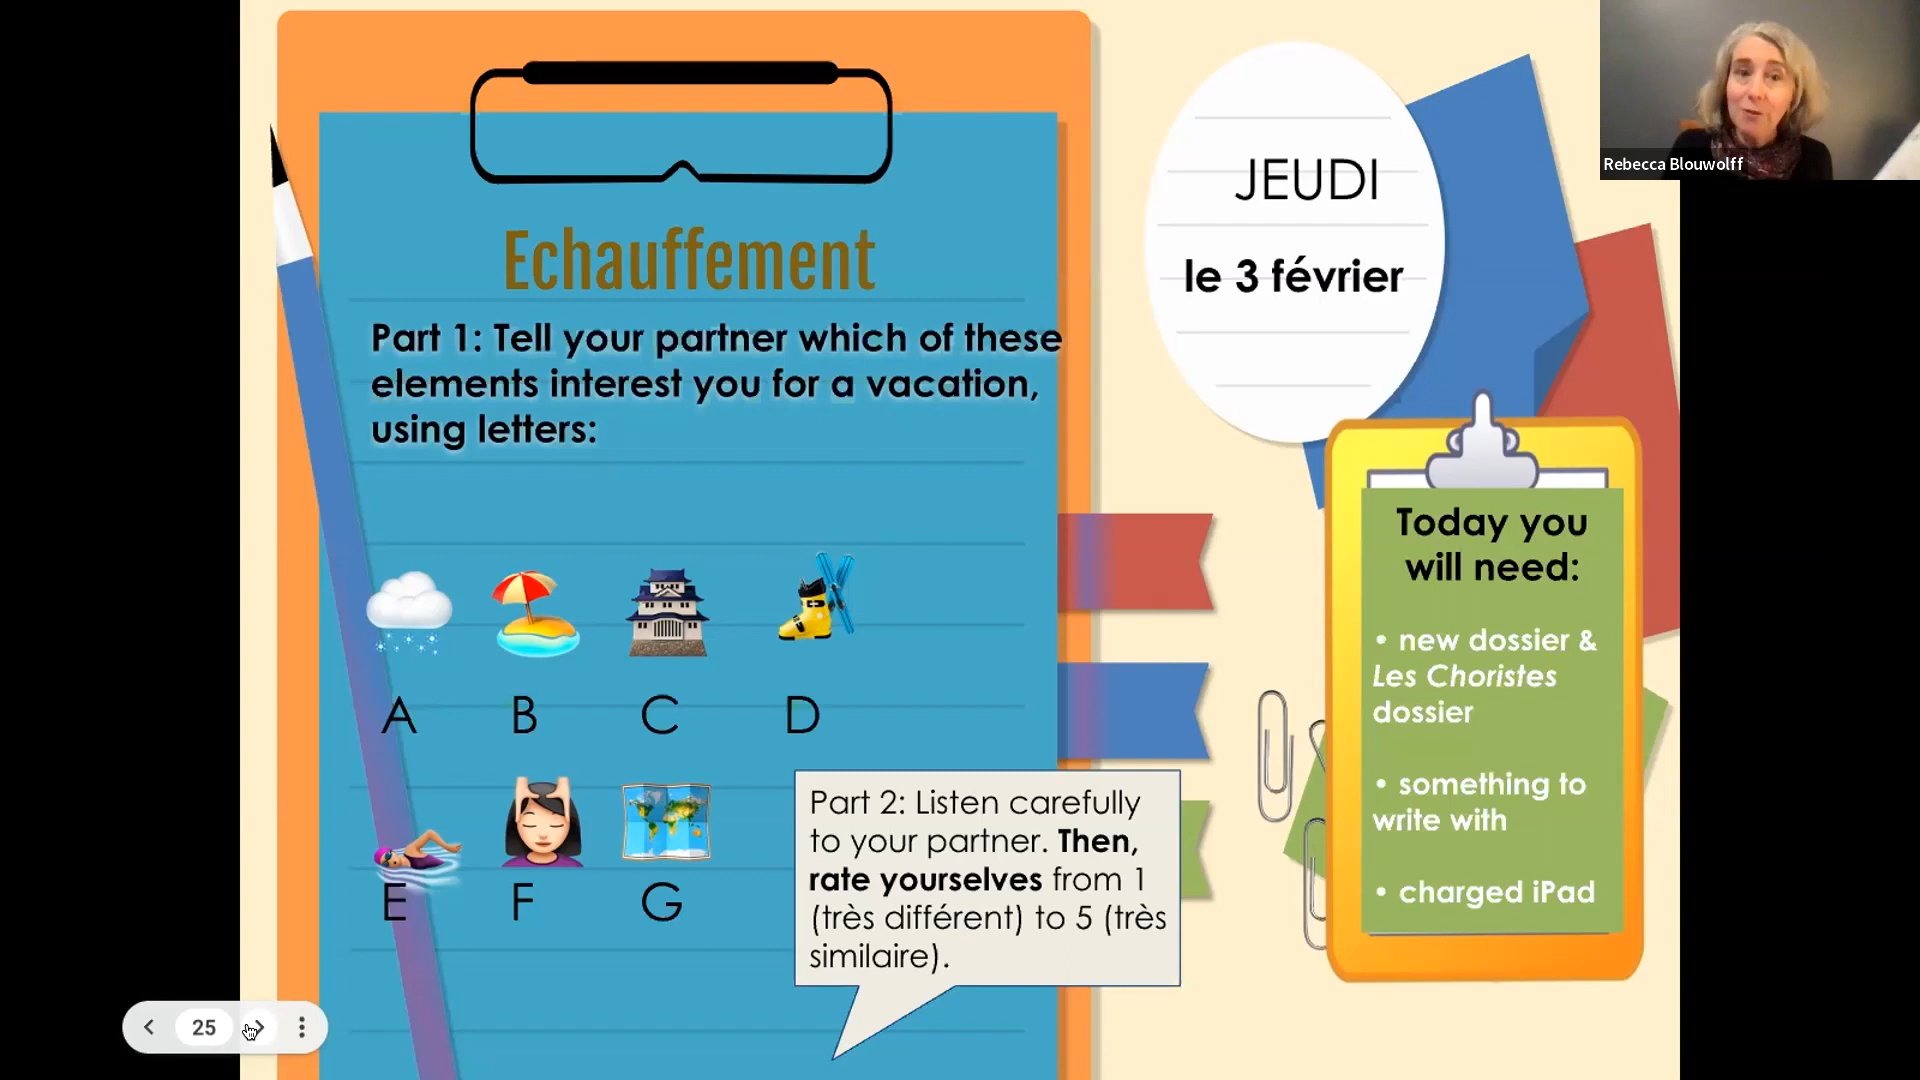 Echauffement
Part 1: Tell your partner which of these
elements interest you for a vacation,
using letters:
A B C D
E F G
Part 2: Listen carefully
to your partner. Then,
rate yourselves from 1
(très différent) to 5 (très
similaire).
JEUDI
le 3 février
Today you
will need:
• new dossier &
Les Choristes
dossier
• something to
write with
• charged iPad
Rebecca Blouwolff
25